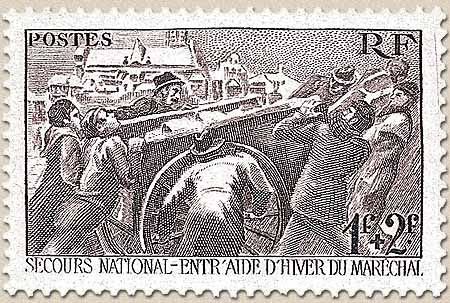 POSTES RF
1f+2f
SECOURS NATIONAL-ENTR'AIDE D'HIVER DU MARÉCHAL